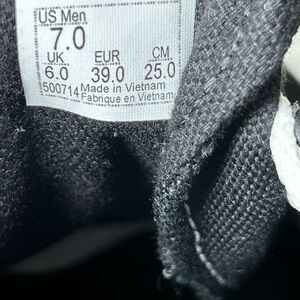 US Men
7.0
UK EUR CM
6.0 39.0 25.0
500714 Made in Vietnam
Fabriqué en Vietnam